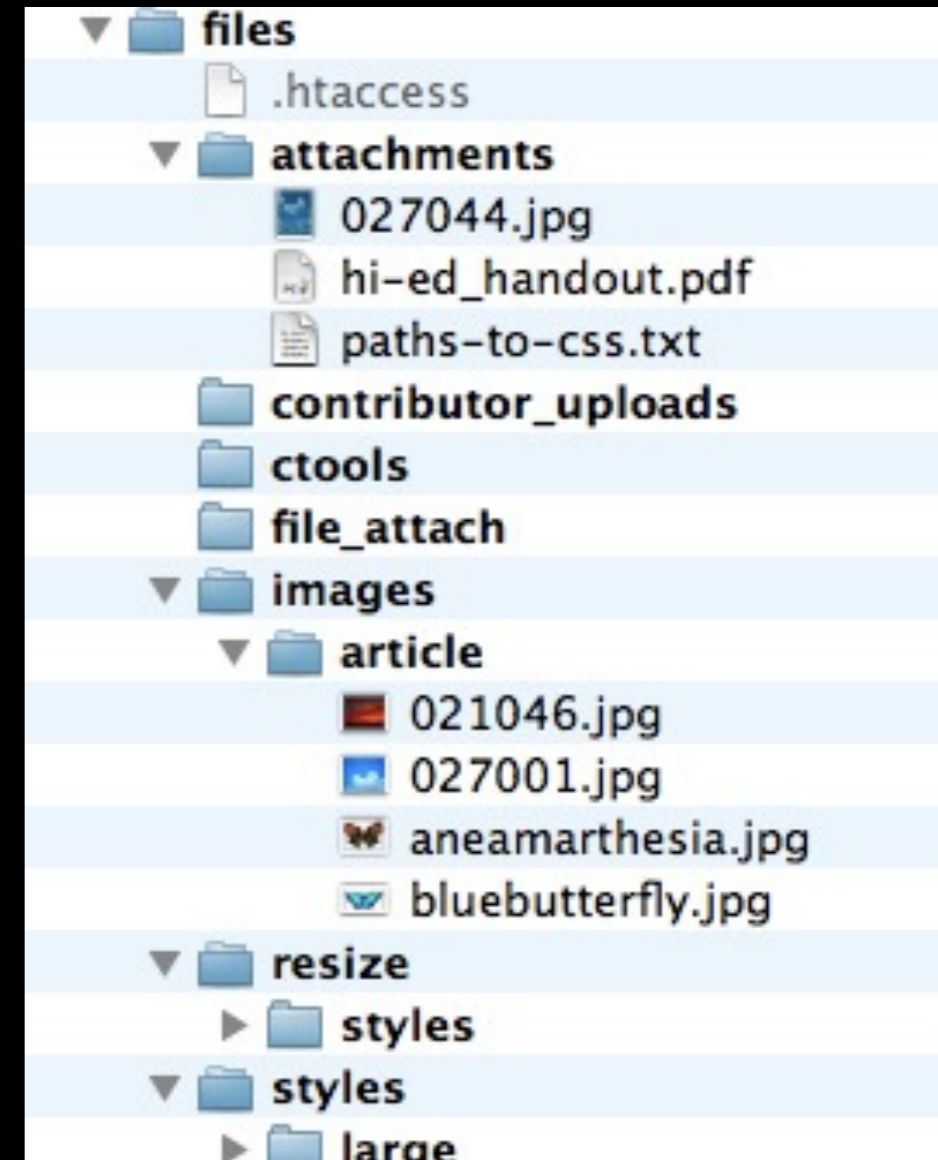 files
.htaccess
attachments
027044.jpg
hi-ed_handout.pdf
paths-to-css.txt
contributor_uploads
ctools
file_attach
images
article
021046.jpg
027001.jpg
aneamarthesia.jpg
bluebutterfly.jpg
resize
styles
styles
large